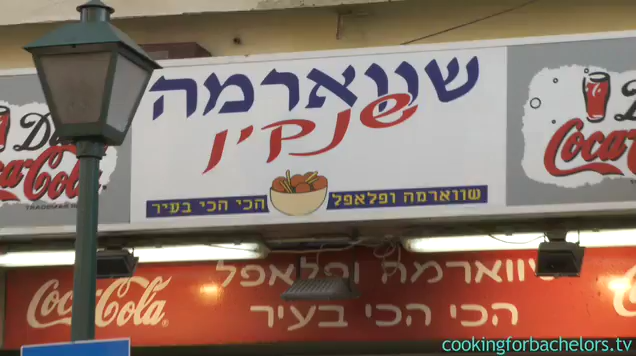 שווארמה
שנקין
שווארמה ופלאפל הכי הכי בעיר
Coca-Cola
Coca-Cola
Coca-Cola
שווארמה ופלאפל
הכי הכי בעיר
cookingforbachelors.tv